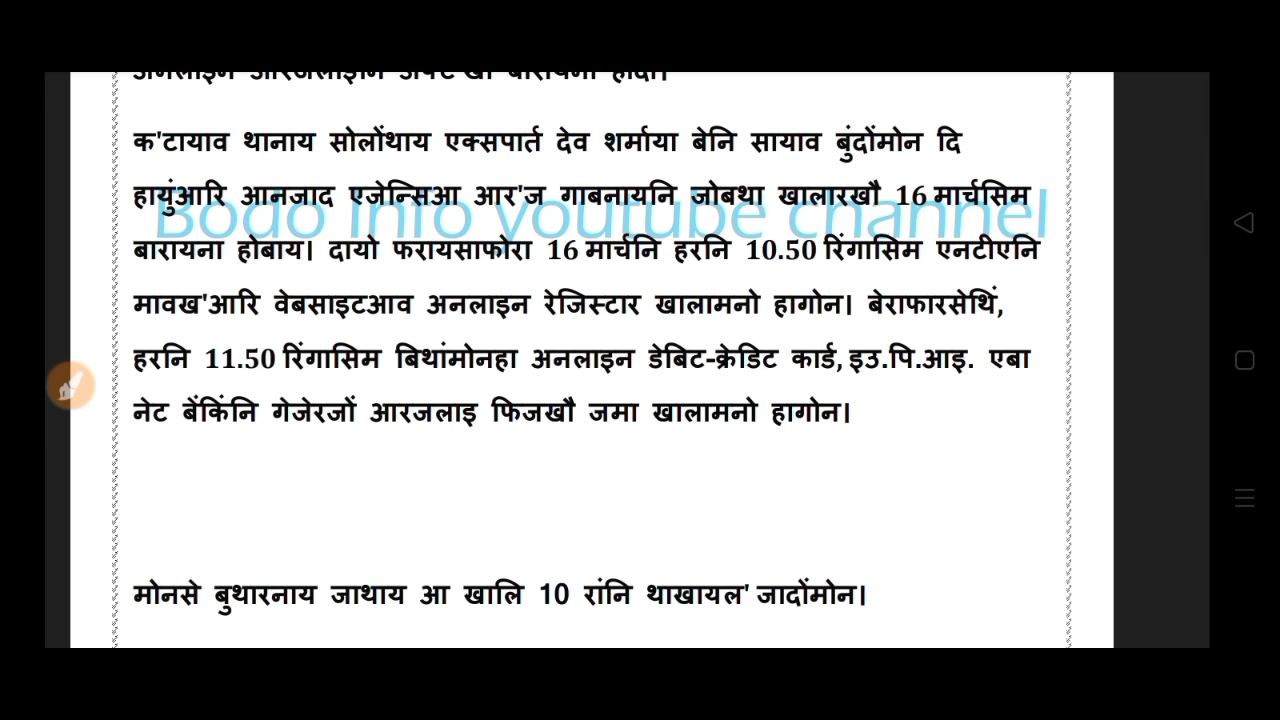 क'टायाव थानाय सोलोंथाय एक्सपार्त देव शर्माया बेनि सायाव बुंदोंमोन दि
हायुंआरि आनजाद एजेन्सिआ आर'ज गाबनायनि जोबथा खालारखौ 16 मार्चसिम
Bodo Info youtube channel
बारायना होबाय। दायो फरायसाफोरा 16 मार्चनि हरनि 10.50 रिंगासिम एनटीएनि
मावख'आरि वेबसाइटआव अनलाइन रेजिस्टार खालामनो हागोन। बेराफारसेथिं,
हरनि 11.50 रिंगासिम बिथांमोनहा अनलाइन डेबिट-क्रेडिट कार्ड, इउ.पि.आइ. एबा
नेट बेंकिंनि गेजेरजों आरजलाइ फिजखौ जमा खालामनो हागोन।
मोनसे बुथारनाय जाथाय आ खालि 10 रांनि थाखायल' जादोंमोन।